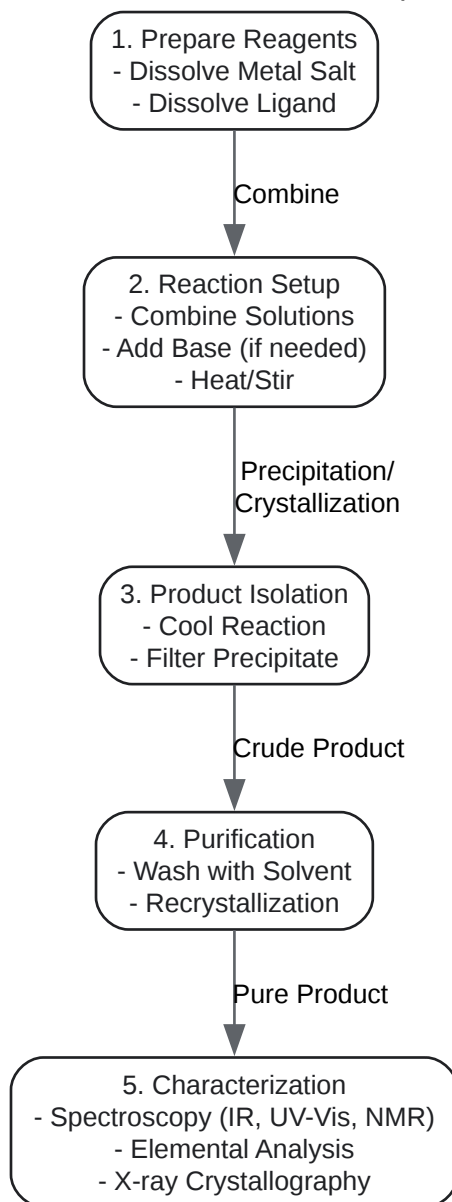 1. Prepare Reagents
- Dissolve Metal Salt
- Dissolve Ligand
Combine
2. Reaction Setup
- Combine Solutions
- Add Base (if needed)
- Heat/Stir
Precipitation/
Crystallization
3. Product Isolation
- Cool Reaction
- Filter Precipitate
Crude Product
4. Purification
- Wash with Solvent
- Recrystallization
Pure Product
5. Characterization
- Spectroscopy (IR, UV-Vis, NMR)
- Elemental Analysis
- X-ray Crystallography